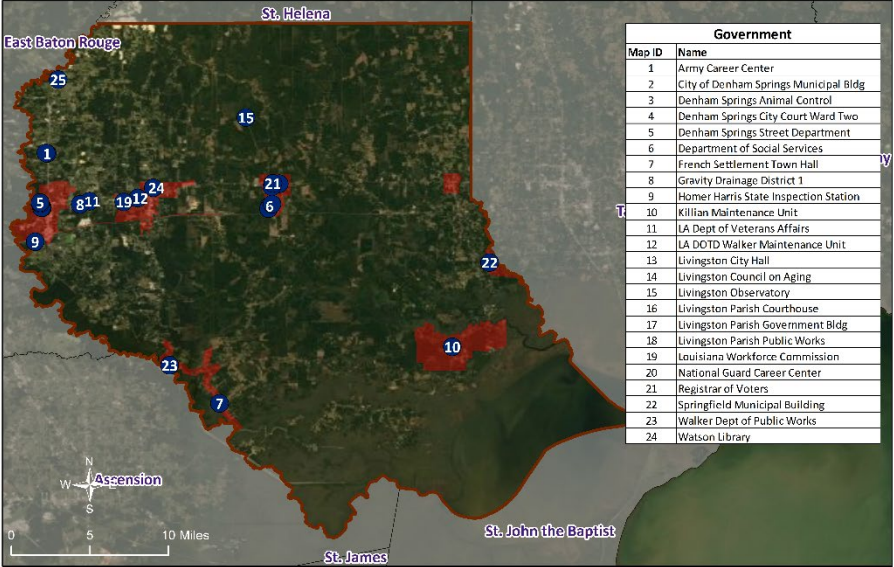 St. Helena
East Baton Rouge
25
15
1
24
21
5
8
11
19
12
6
9
22
10
23
7
N
W E
S
Ascension
0 5 10 Miles
St. John the Baptist
St. James
Ta
ay
Government
Map ID Name
1 Army Career Center
2 City of Denham Springs Municipal Bldg
3 Denham Springs Animal Control
4 Denham Springs City Court Ward Two
5 Denham Springs Street Department
6 Department of Social Services
7 French Settlement Town Hall
8 Gravity Drainage District 1
9 Homer Harris State Inspection Station
10 Killian Maintenance Unit
11 LA Dept of Veterans Affairs
12 LA DOTD Walker Maintenance Unit
13 Livingston City Hall
14 Livingston Council on Aging
15 Livingston Observatory
16 Livingston Parish Courthouse
17 Livingston Parish Government Bldg
18 Livingston Parish Public Works
19 Louisiana Workforce Commission
20 National Guard Career Center
21 Registrar of Voters
22 Springfield Municipal Building
23 Walker Dept of Public Works
24 Watson Library